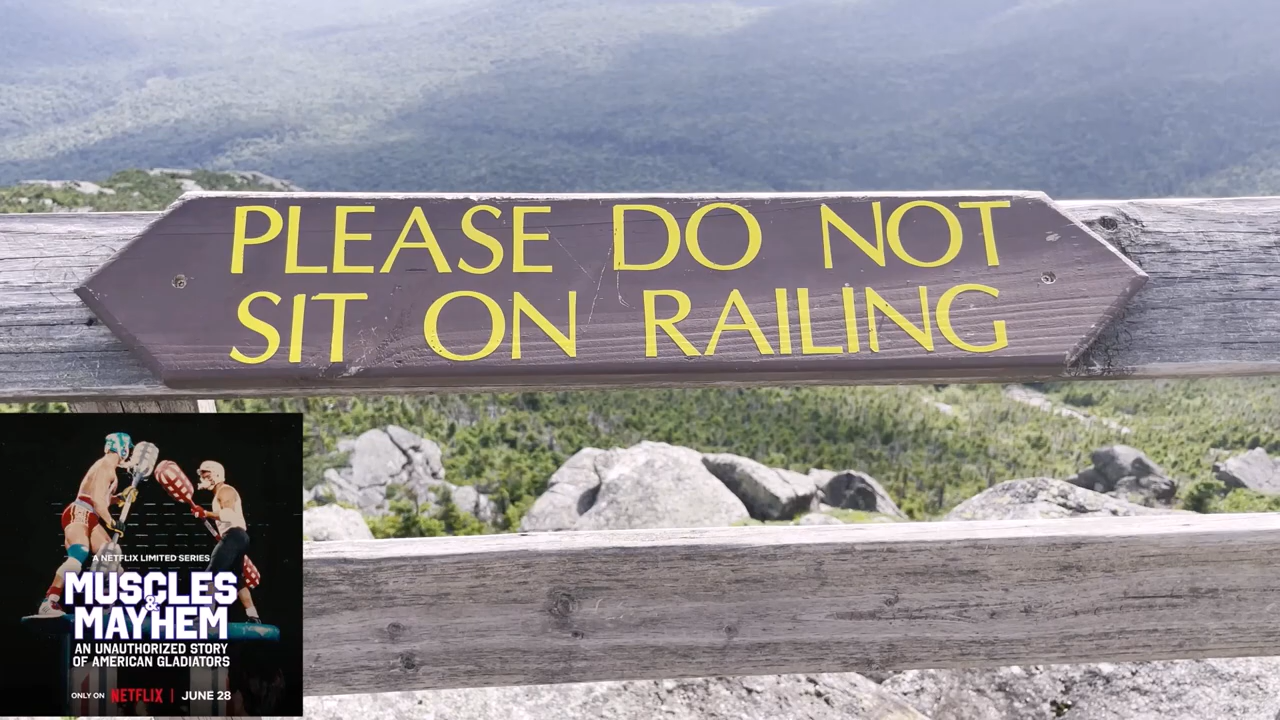 PLEASE DO NOT
SIT ON RAILING
A NETFLIX LIMITED SERIES
MUSCLES
&
MAYHEM
AN UNAUTHORIZED STORY
OF AMERICAN GLADIATORS
ONLY ON NETFLIX | JUNE 28